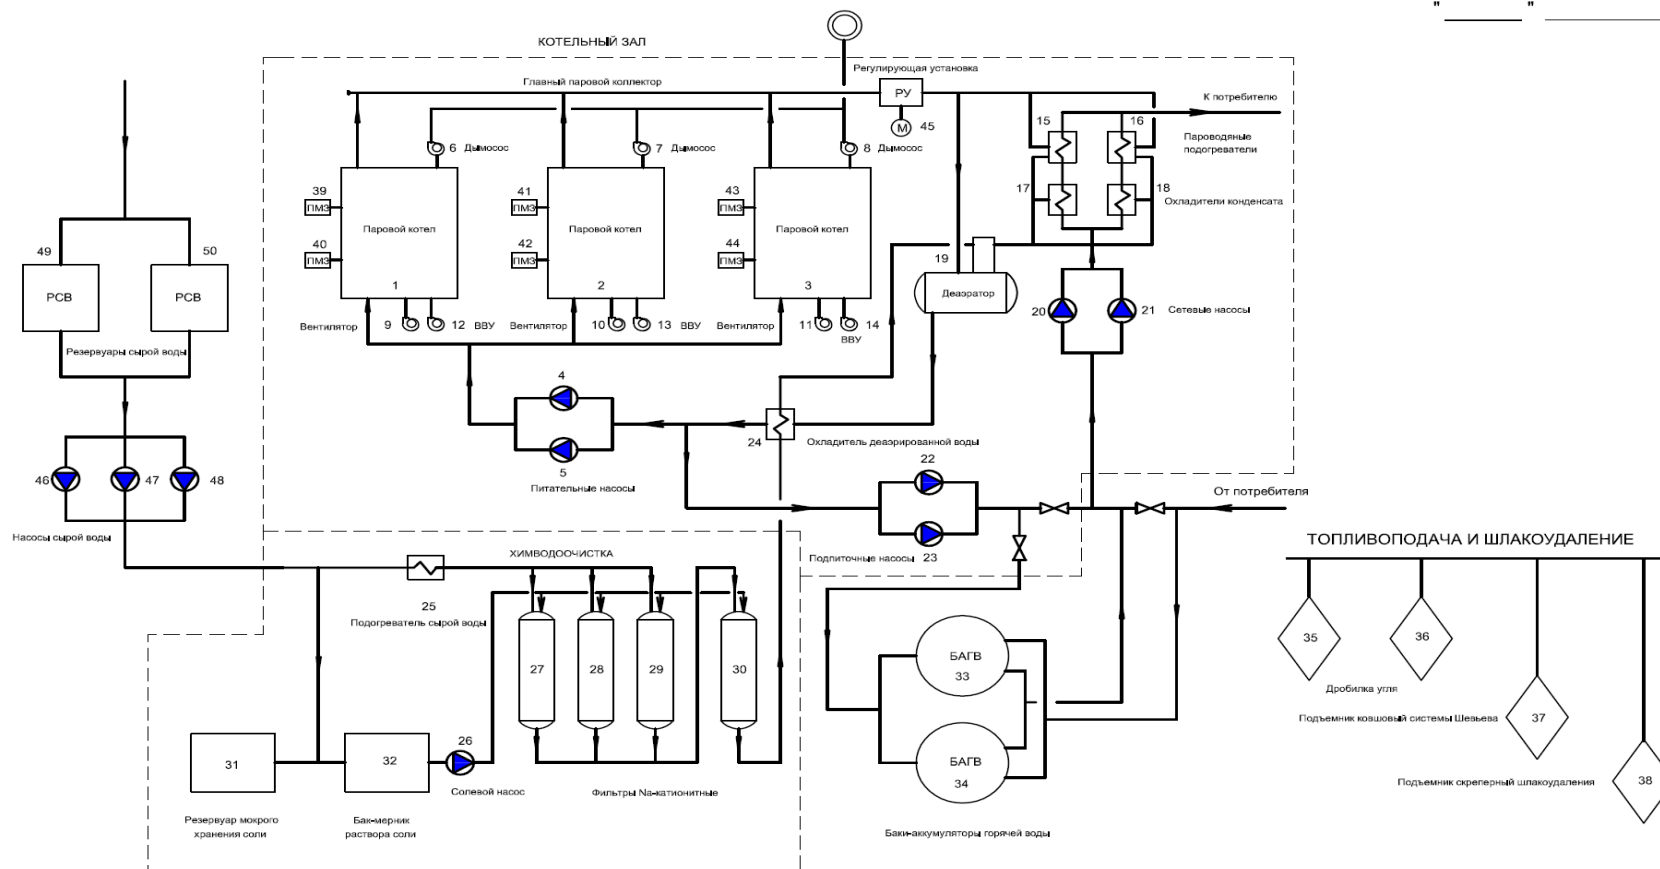 " "
КОТЕЛЬНЫЙ ЗАЛ
Регулирующая установка
Главный паровой коллектор
РУ
К потребителю
М 45
15 16
6 Дымосос
7 Дымосос
8 Дымосос
Пароводяные
подогреватели
39
ПМЗ
41
ПМЗ
43
ПМЗ
17 18
Охладители конденсата
Паровой котел
Паровой котел
Паровой котел
40
ПМЗ
42
ПМЗ
44
ПМЗ
49 50
РСВ РСВ
1 2 3
19
Деаэратор
20 21 Сетевые насосы
Вентилятор 9 12 ВВУ
Вентилятор 10 13 ВВУ
Вентилятор 11 14
ВВУ
Резервуары сырой воды
4
24 Охладитель деаэрированной воды
5
Питательные насосы
22
46 47 48
От потребителя
Насосы сырой воды
Подпиточные насосы 23
ХИМВОДООЧИСТКА
ТОПЛИВОПОДАЧА И ШЛАКОУДАЛЕНИЕ
25
Подогреватель сырой воды
27 28 29 30
БАГВ
33
35 36
Дробилка угля
Подъемник ковшовый системы Шевьева
37
26
31 32
БАГВ
34
38
Подъемник скреперный шлакоудаления
Солевой насос
Фильтры Na-катионитные
Резервуар мокрого
хранения соли
Бак-мерник
раствора соли
Баки-аккумуляторы горячей воды